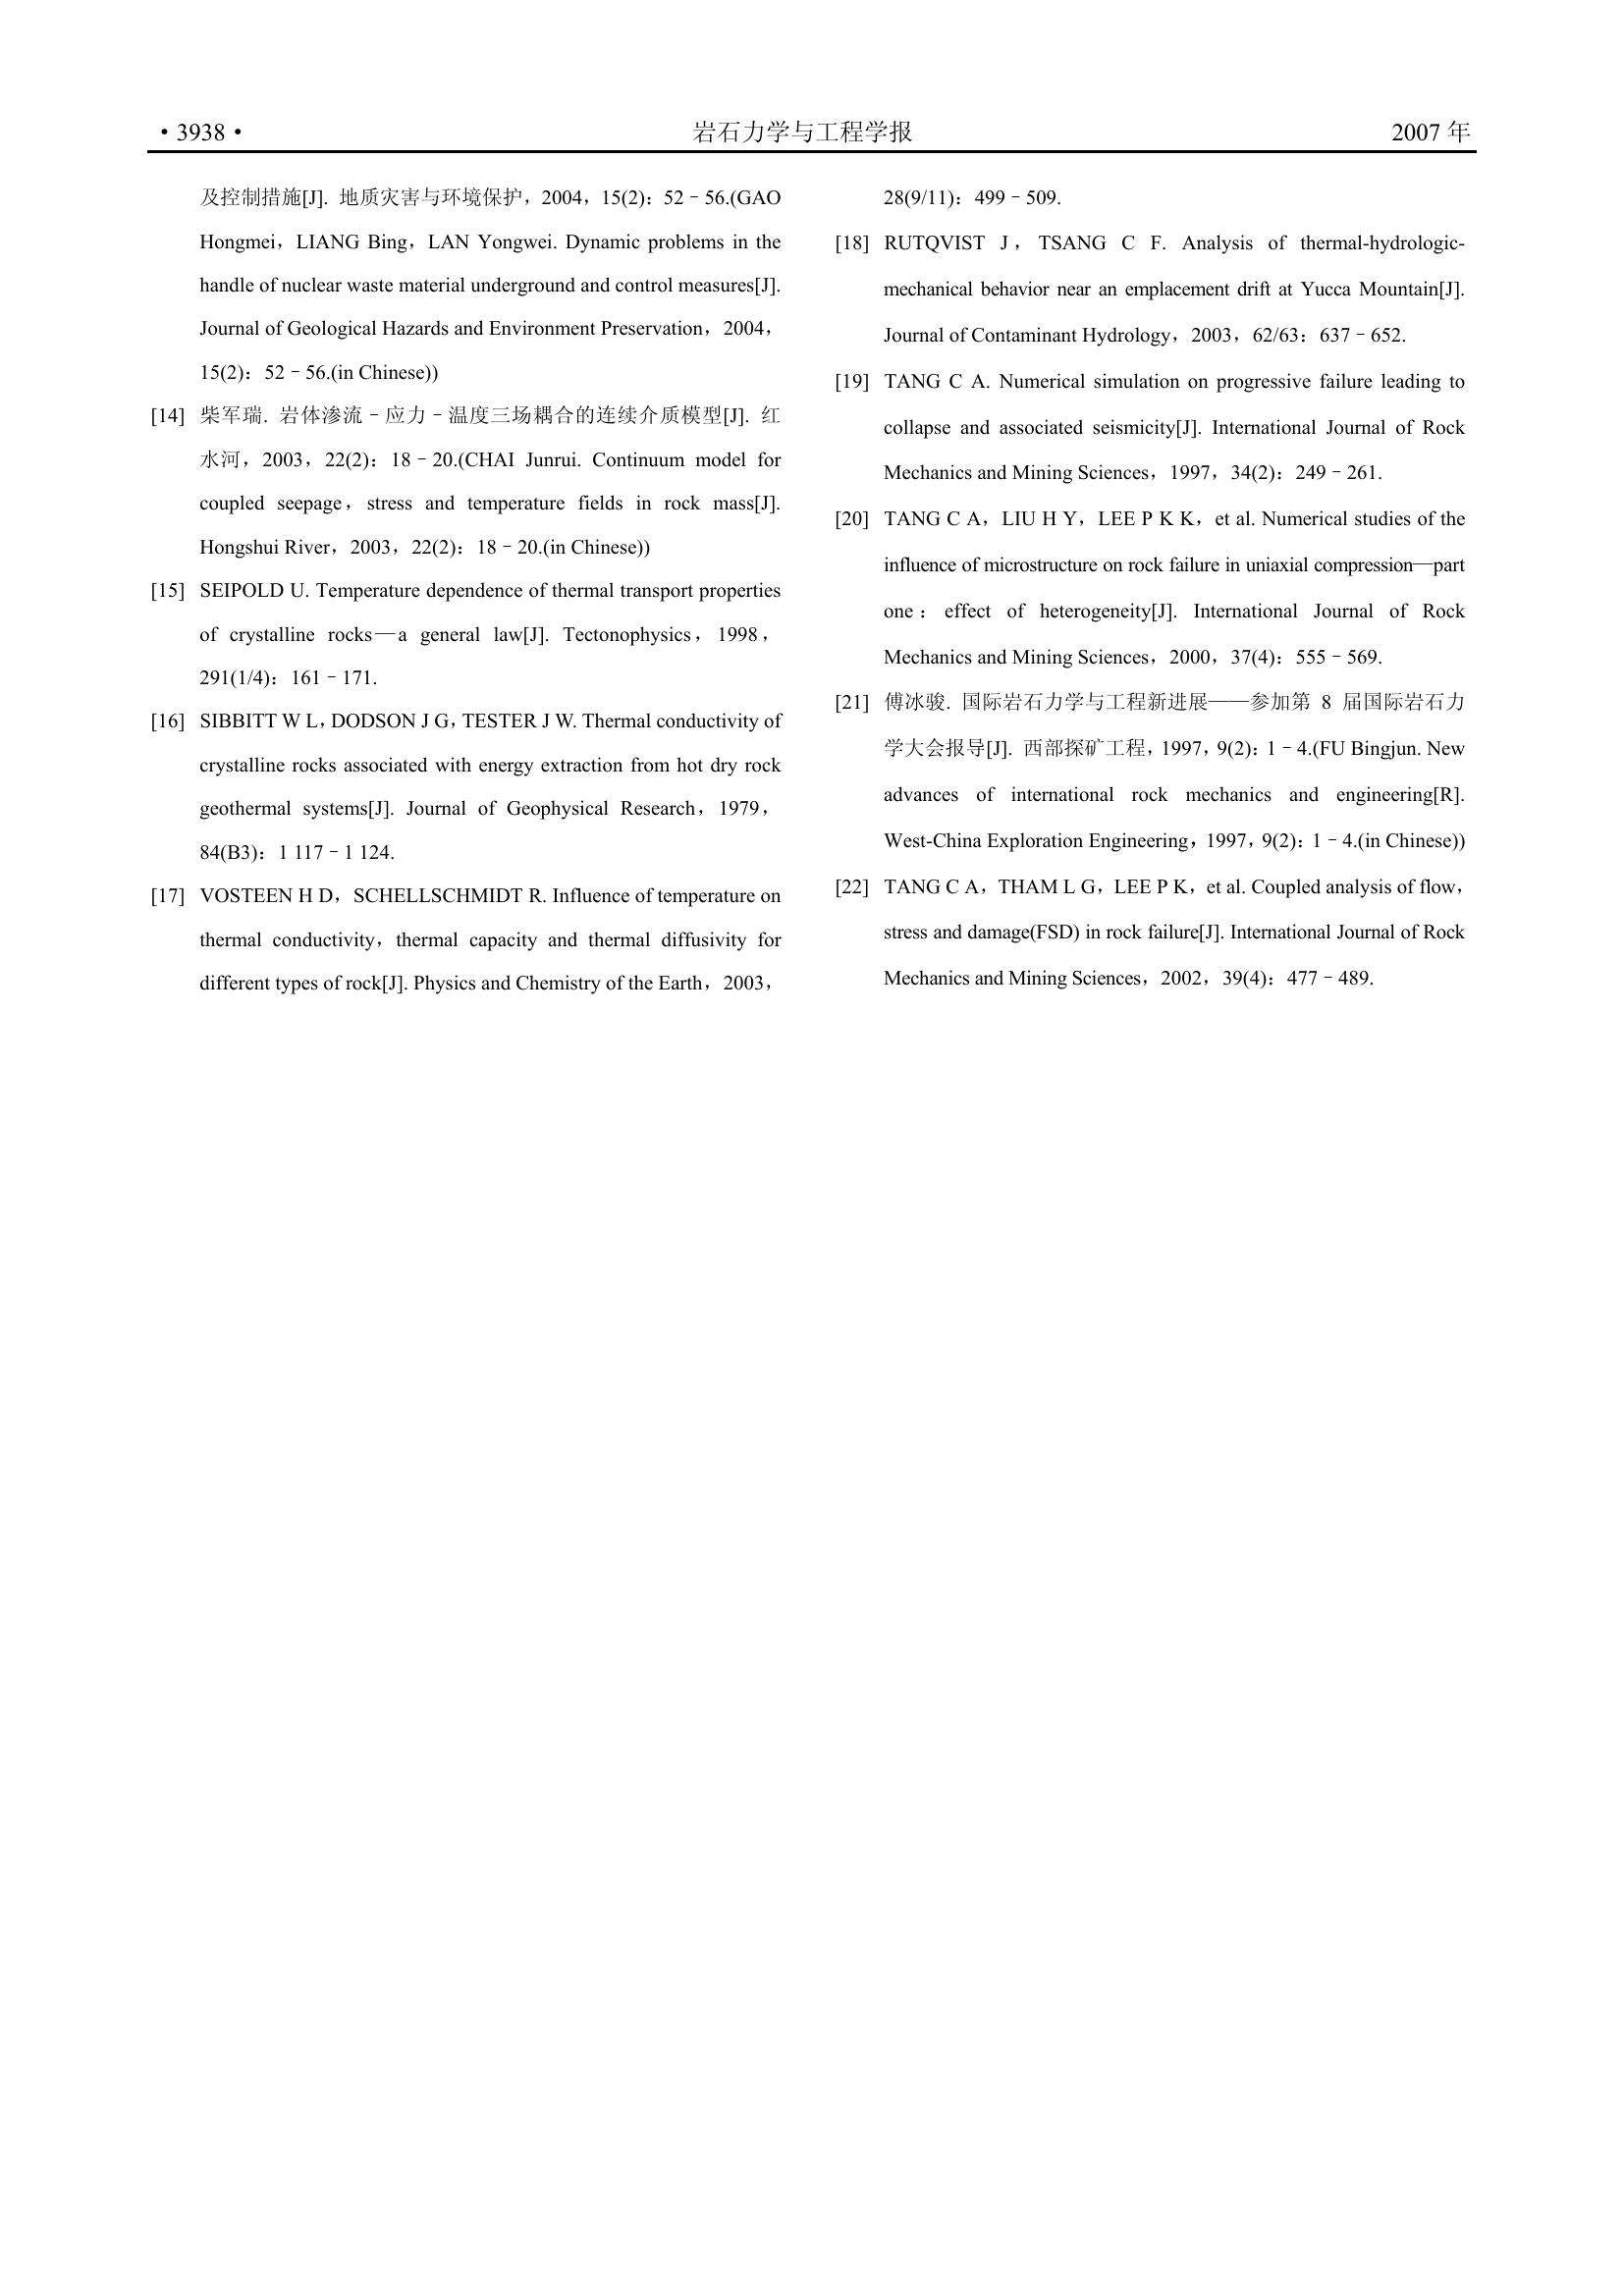 • 3938 •
岩石力学与工程学报
2007 年
及控制措施[J]. 地质灾害与环境保护，2004，15(2)：52–56.(GAO
Hongmei，LIANG Bing，LAN Yongwei. Dynamic problems in the
handle of nuclear waste material underground and control measures[J].
Journal of Geological Hazards and Environment Preservation，2004，
15(2)：52–56.(in Chinese))
[14] 柴军瑞. 岩体渗流–应力–温度三场耦合的连续介质模型[J]. 红
水河，2003，22(2)：18–20.(CHAI Junrui. Continuum model for
coupled seepage，stress and temperature fields in rock mass[J].
Hongshui River，2003，22(2)：18–20.(in Chinese))
[15] SEIPOLD U. Temperature dependence of thermal transport properties
of crystalline rocks—a general law[J]. Tectonophysics，1998，
291(1/4)：161–171.
[16] SIBBITT W L，DODSON J G，TESTER J W. Thermal conductivity of
crystalline rocks associated with energy extraction from hot dry rock
geothermal systems[J]. Journal of Geophysical Research，1979，
84(B3)：1 117–1 124.
[17] VOSTEEN H D，SCHELLSCHMIDT R. Influence of temperature on
thermal conductivity，thermal capacity and thermal diffusivity for
different types of rock[J]. Physics and Chemistry of the Earth，2003，
28(9/11)：499–509.
[18] RUTQVIST J，TSANG C F. Analysis of thermal-hydrologic-
mechanical behavior near an emplacement drift at Yucca Mountain[J].
Journal of Contaminant Hydrology，2003，62/63：637–652.
[19] TANG C A. Numerical simulation on progressive failure leading to
collapse and associated seismicity[J]. International Journal of Rock
Mechanics and Mining Sciences，1997，34(2)：249–261.
[20] TANG C A，LIU H Y，LEE P K K，et al. Numerical studies of the
influence of microstructure on rock failure in uniaxial compression—part
one：effect of heterogeneity[J]. International Journal of Rock
Mechanics and Mining Sciences，2000，37(4)：555–569.
[21] 傅冰骏. 国际岩石力学与工程新进展——参加第 8 届国际岩石力
学大会报导[J]. 西部探矿工程，1997，9(2)：1–4.(FU Bingjun. New
advances of international rock mechanics and engineering[R].
West-China Exploration Engineering，1997，9(2)：1–4.(in Chinese))
[22] TANG C A，THAM L G，LEE P K，et al. Coupled analysis of flow，
stress and damage(FSD) in rock failure[J]. International Journal of Rock
Mechanics and Mining Sciences，2002，39(4)：477–489.